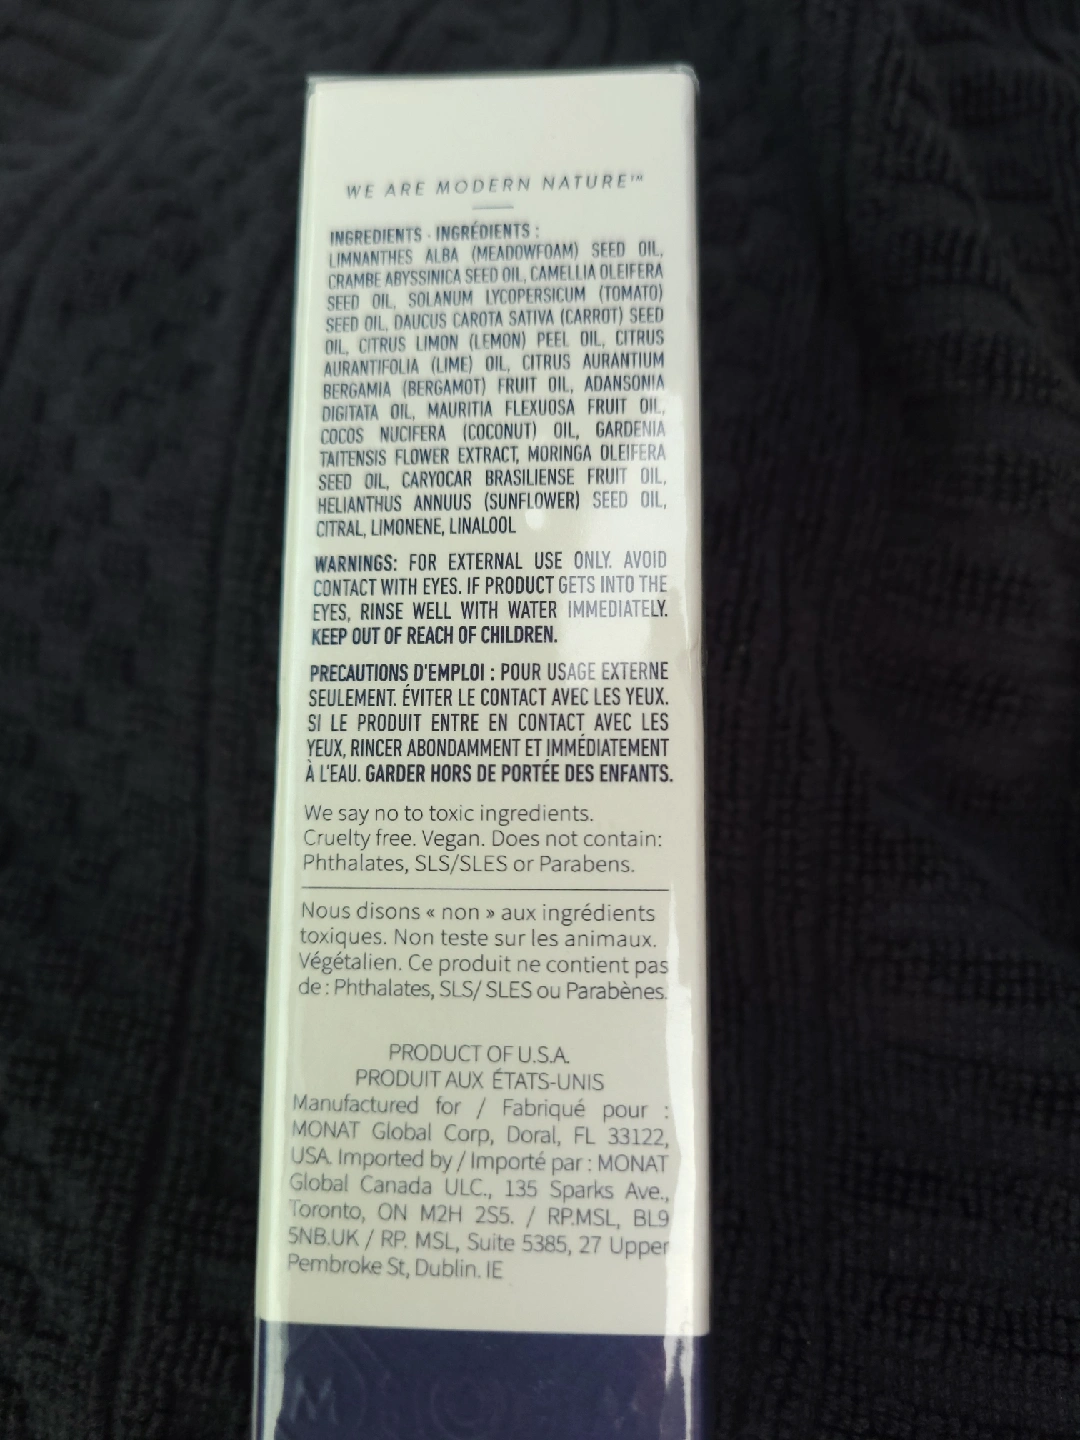 WE ARE MODERN NATURE™
INGREDIENTS · INGRÉDIENTS :
LIMNANTHES ALBA (MEADOWFOAM) SEED OIL,
CRAMBE ABYSSINICA SEED OIL, CAMELLIA OLEIFERA
SEED OIL, SOLANUM LYCOPERSICUM (TOMATO)
SEED OIL, DAUCUS CAROTA SATIVA (CARROT) SEED
OIL, CITRUS LIMON (LEMON) PEEL OIL, CITRUS
AURANTIFOLIA (LIME) OIL, CITRUS AURANTIUM
BERGAMIA (BERGAMOT) FRUIT OIL, ADANSONIA
DIGITATA OIL, MAURITIA FLEXUOSA FRUIT OIL,
COCOS NUCIFERA (COCONUT) OIL, GARDENIA
TAITENSIS FLOWER EXTRACT, MORINGA OLEIFERA
SEED OIL, CARYOCAR BRASILIENSE FRUIT OIL,
HELIANTHUS ANNUUS (SUNFLOWER) SEED OIL,
CITRAL, LIMONENE, LINALOOL
WARNINGS: FOR EXTERNAL USE ONLY. AVOID
CONTACT WITH EYES. IF PRODUCT GETS INTO THE
EYES, RINSE WELL WITH WATER IMMEDIATELY.
KEEP OUT OF REACH OF CHILDREN.
PRECAUTIONS D'EMPLOI : POUR USAGE EXTERNE
SEULEMENT. ÉVITER LE CONTACT AVEC LES YEUX.
SI LE PRODUIT ENTRE EN CONTACT AVEC LES
YEUX, RINCER ABONDAMMENT ET IMMÉDIATEMENT
À L'EAU. GARDER HORS DE PORTÉE DES ENFANTS.
We say no to toxic ingredients.
Cruelty free. Vegan. Does not contain:
Phthalates, SLS/SLES or Parabens.
Nous disons « non » aux ingrédients
toxiques. Non teste sur les animaux.
Végétalien. Ce produit ne contient pas
de : Phthalates, SLS/ SLES ou Parabènes.
PRODUCT OF U.S.A.
PRODUIT AUX ÉTATS-UNIS
Manufactured for / Fabriqué pour :
MONAT Global Corp, Doral, FL 33122,
USA. Imported by / Importé par : MONAT
Global Canada ULC., 135 Sparks Ave.,
Toronto, ON M2H 2S5. / RP.MSL, BL9
5NB.UK / RP. MSL, Suite 5385, 27 Upper
Pembroke St, Dublin. IE